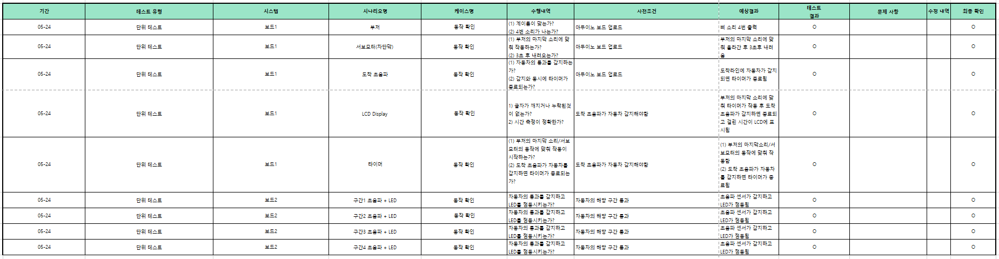 기간 테스트 유형 시스템 시나리오명 케이스명 수행내역 사전조건 예상결과 테스트 결과 문제 사항 수정 내역 최종 확인
05-24 단위 테스트 보드1 부저 동작 확인
(1) 계이름이 맞는가?
(2) 4번 소리가 나는가?
아두이노 보드 업로드
삐 소리 4번 출력
O O
05-24 단위 테스트 보드1 서보모터(차단막) 동작 확인
(1) 부저의 마지막 소리에 맞
춰 작동하는가?
(2) 3초 후 내려오는가?
아두이노 보드 업로드
부저의 마지막 소리에 맞
춰 올라간 후 3초후 내려
옴
O O
05-24 단위 테스트 보드1 도착 초음파 동작 확인
(1) 자동차의 통과를 감지하는
가?
(2) 감지와 동시에 타이머가
종료되는가?
아두이노 보드 업로드
도착라인에 자동차가 감지
되면 타이머가 종료됨
O O
05-24 단위 테스트 보드1 LCD Display 동작 확인
1) 글자가 깨지거나 누락된것
이 없는가?
2) 시간 측정이 정확한가?
도착 초음파가 자동차 감지해야함
부저의 마지막 소리에 맞
춰 타이머가 작동 후 도착
초음파가 감지하면 종료되
고 걸린 시간이 LCD에 표
시됨
O O
05-24 단위 테스트 보드1 타이머 동작 확인
(1) 부저의 마지막 소리/서보
모터의 동작에 맞춰 작동이
시작하는가?
(2) 도착 초음파가 자동차를
감지하면 타이머가 종료되는
가?
도착 초음파가 자동차 감지해야함
(1) 부저의 마지막소리/서
보모터의 동작에 맞춰 작
동함
(2) 도착 초음파가 자동차
를 감지하면 타이머가 종
료됨
O O
05-24 단위 테스트 보드2 구간1 초음파 + LED 동작 확인
자동차의 통과를 감지하고
LED를 점등시키는가?
자동차의 해당 구간 통과
초음파 센서가 감지하고
LED가 점등됨
O O
05-24 단위 테스트 보드2 구간2 초음파 + LED 동작 확인
자동차의 통과를 감지하고
LED를 점등시키는가?
자동차의 해당 구간 통과
초음파 센서가 감지하고
LED가 점등됨
O O
05-24 단위 테스트 보드2 구간3 초음파 + LED 동작 확인
자동차의 통과를 감지하고
LED를 점등시키는가?
자동차의 해당 구간 통과
초음파 센서가 감지하고
LED가 점등됨
O O
05-24 단위 테스트 보드2 구간4 초음파 + LED 동작 확인
자동차의 통과를 감지하고
LED를 점등시키는가?
자동차의 해당 구간 통과
초음파 센서가 감지하고
LED가 점등됨
O O